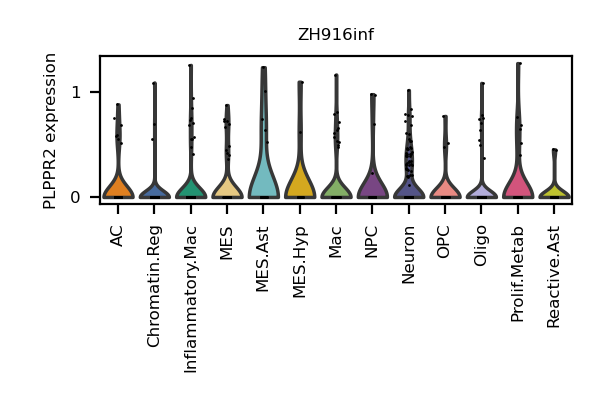 ZH916inf
PLPPR2 expression
1
0
AC
Chromatin.Reg
Inflammatory.Mac
MES
MES.Ast
MES.Hyp
Mac
NPC
Neuron
OPC
Oligo
Prolif.Metab
Reactive.Ast